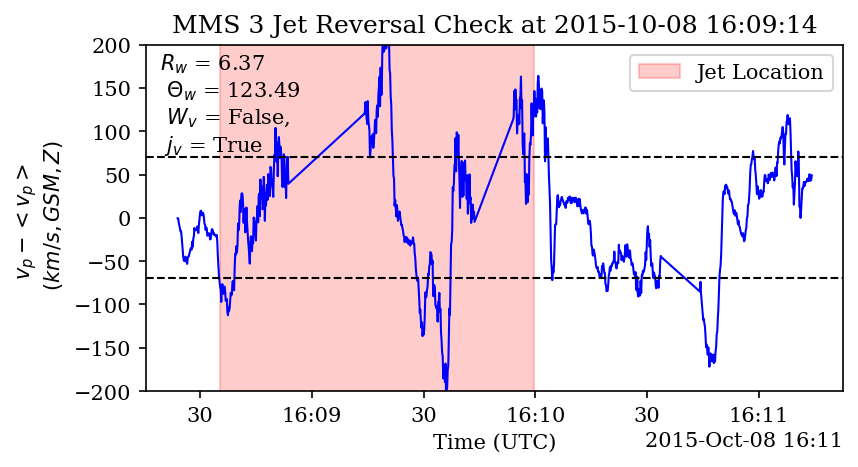 MMS 3 Jet Reversal Check at 2015-10-08 16:09:14
R_w = 6.37
Θ_w = 123.49
W_v = False,
j_v = True
Jet Location
200
150
100
50
0
−50
−100
−150
−200
v_p − < v_p >
(km/s, GSM, Z)
30
16:09
30
16:10
30
16:11
Time (UTC)
2015-Oct-08 16:11